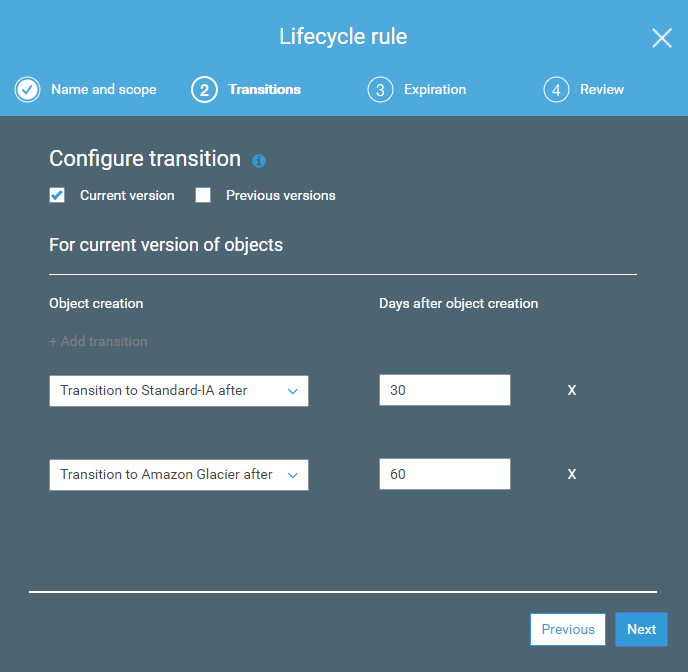 Lifecycle rule
Name and scope 2 Transitions 3 Expiration 4 Review
Configure transition
Current version Previous versions
For current version of objects
Object creation Days after object creation
+ Add transition
Transition to Standard-IA after 30 X
Transition to Amazon Glacier after 60 X
Previous Next